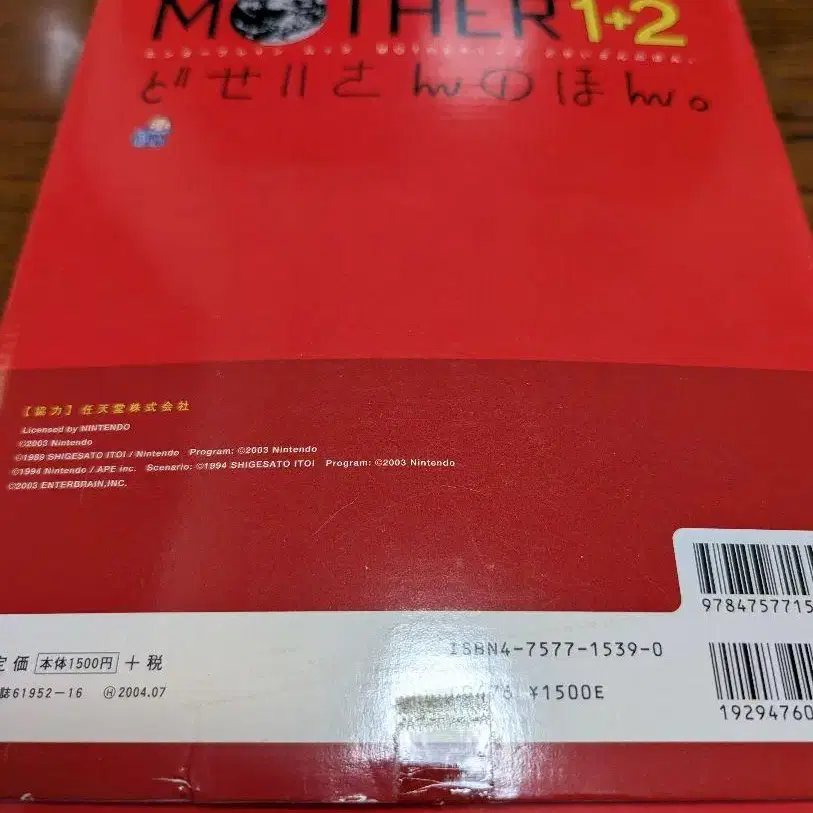 MOTHER 1+2
どせいさんのほん。
【協力】任天堂株式会社
Licensed by NINTENDO
©2003 Nintendo
©1989 SHIGESATO ITOI / Nintendo Program: ©2003 Nintendo
©1994 Nintendo / APE inc. Scenario: ©1994 SHIGESATO ITOI Program: ©2003 Nintendo
©2003 ENTERBRAIN,INC.
9784757715
ISBN4-7577-1539-0
定価 本体1500円 +税
誌61952-16 Ⓗ2004.07
¥1500E
19294760